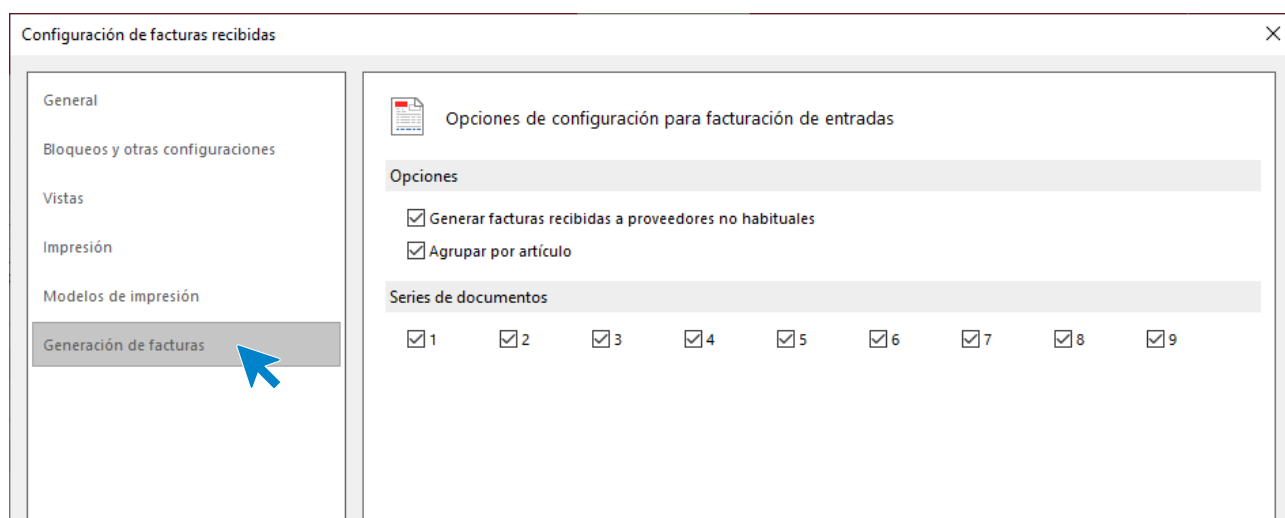 Configuración de facturas recibidas
General
Bloqueos y otras configuraciones
Vistas
Impresión
Modelos de impresión
Generación de facturas
Opciones de configuración para facturación de entradas
Opciones
Generar facturas recibidas a proveedores no habituales
Agrupar por artículo
Series de documentos
1 2 3 4 5 6 7 8 9